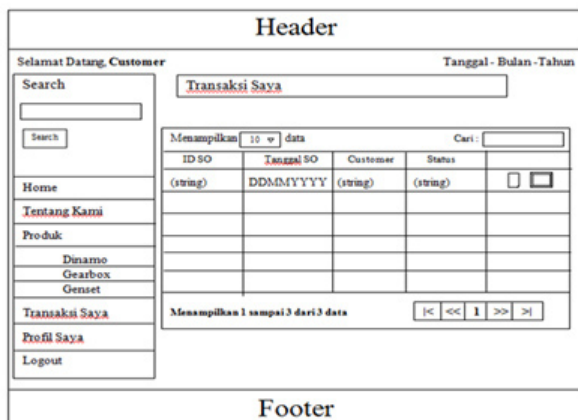 Header
Selamat Datang, Customer
Tanggal - Bulan -Tahun
Search
Search
Home
Tentang Kami
Produk
Dinamo
Gearbox
Genset
Transaksi Saya
Profil Saya
Logout
Transaksi Saya
Menampilkan 10 data
Cari :
ID SO Tanggal SO Customer Status
(string) DDMMYYYY (string) (string)
Menampilkan 1 sampai 3 dari 3 data
|< << 1 >> >|
Footer